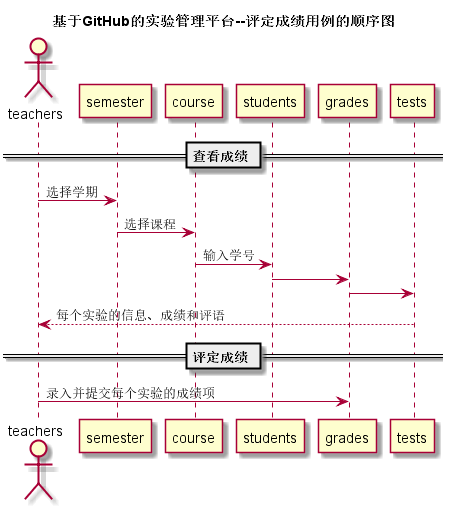 基于GitHub的实验管理平台--评定成绩用例的顺序图
teachers
semester
course
students
grades
tests
查看成绩
选择学期
选择课程
输入学号
每个实验的信息、成绩和评语
评定成绩
录入并提交每个实验的成绩项
teachers
semester
course
students
grades
tests